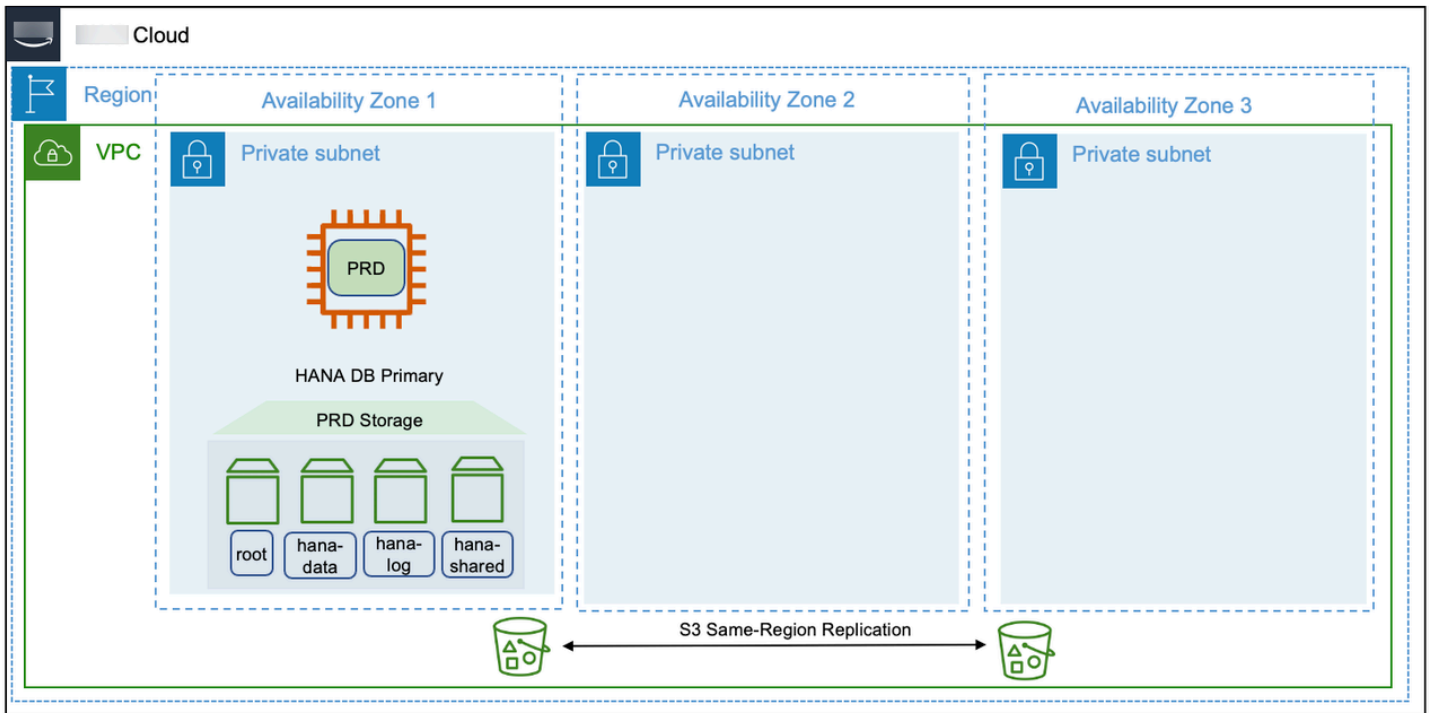 Cloud
Region
Availability Zone 1
Availability Zone 2
Availability Zone 3
VPC
Private subnet
Private subnet
Private subnet
PRD
HANA DB Primary
PRD Storage
root
hana-
data
hana-
log
hana-
shared
S3 Same-Region Replication